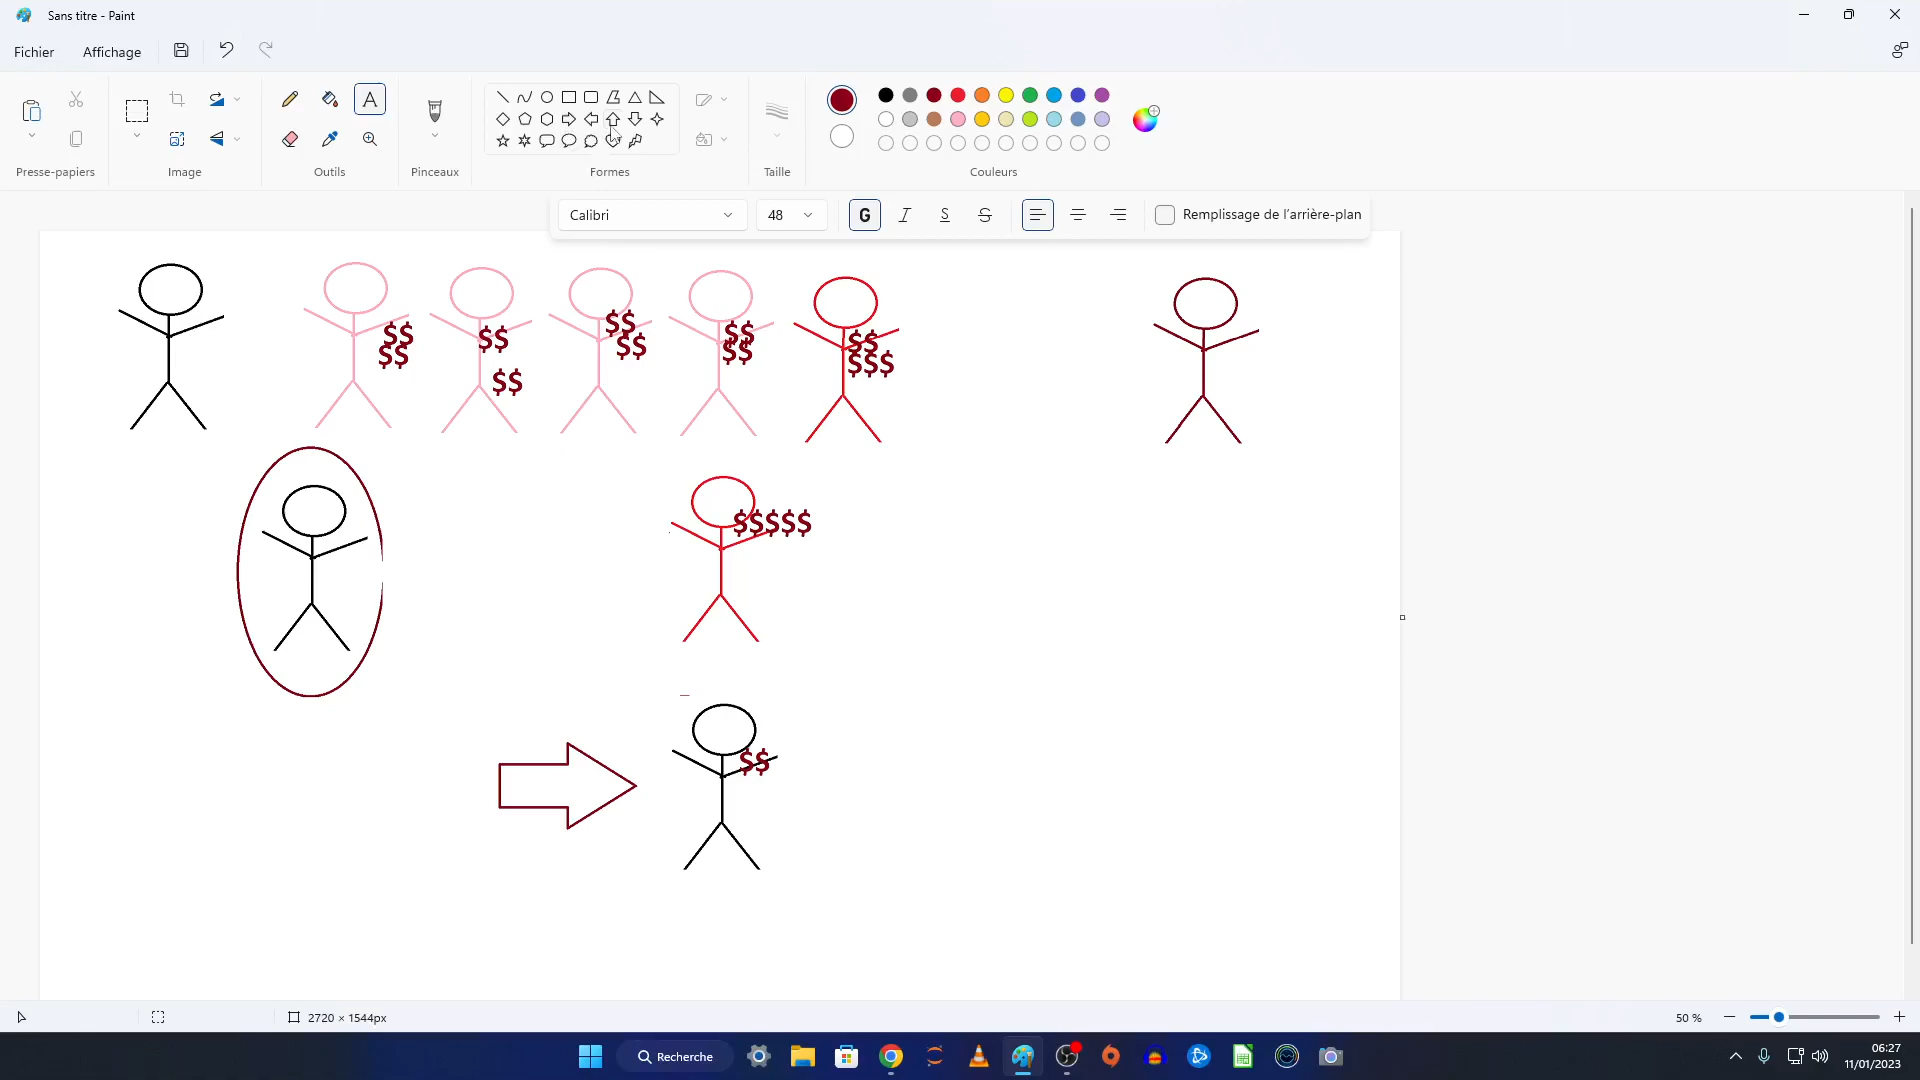 Sans titre - Paint
Fichier
Affichage
Presse-papiers
Image
Outils
Pinceaux
Formes
Taille
Couleurs
Calibri
48
G
I
S
S
Remplissage de l'arrière-plan
$$
$$
$$
$$
$$
$$
$$
$$
$$
$$$
$$$$$
$$
2720 × 1544px
50 %
Recherche
06:27
11/01/2023